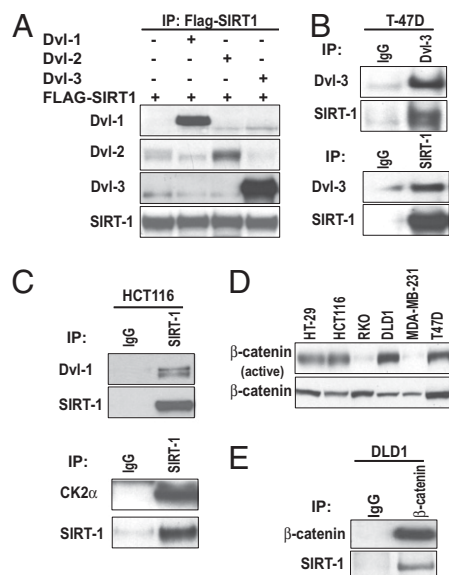 A
IP: Flag-SIRT1
Dvl-1 - + - -
Dvl-2 - - + -
Dvl-3 - - - +
FLAG-SIRT1 + + + +
Dvl-1
Dvl-2
Dvl-3
SIRT-1
B
T-47D
IP: IgG Dvl-3
Dvl-3
SIRT-1
IP: IgG SIRT-1
Dvl-3
SIRT-1
C
HCT116
IP: IgG SIRT-1
Dvl-1
SIRT-1
IP: IgG SIRT-1
CK2α
SIRT-1
D
HT-29 HCT116 RKO DLD1 MDA-MB-231 T47D
β-catenin
(active)
β-catenin
E
DLD1
IP: IgG β-catenin
β-catenin
SIRT-1